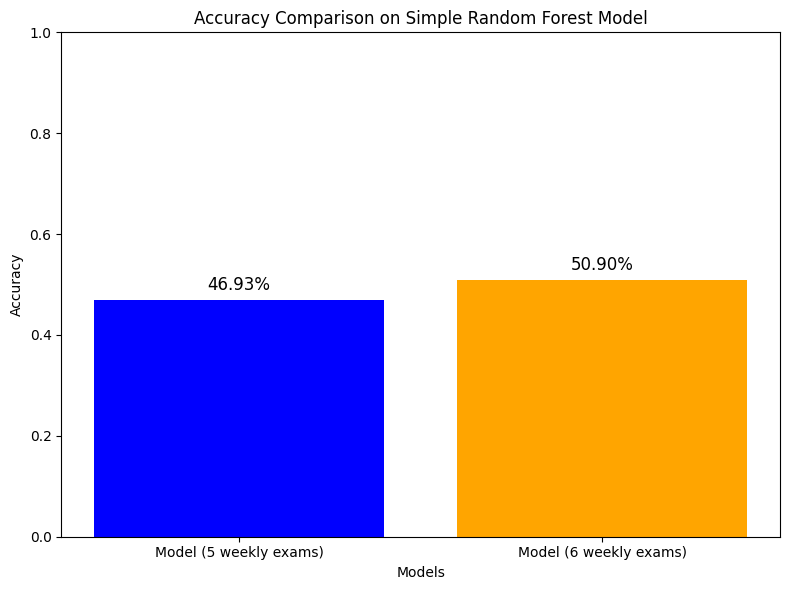 Accuracy Comparison on Simple Random Forest Model
1.0
0.8
0.6
0.4
0.2
0.0
Accuracy
46.93%
50.90%
Model (5 weekly exams)
Model (6 weekly exams)
Models